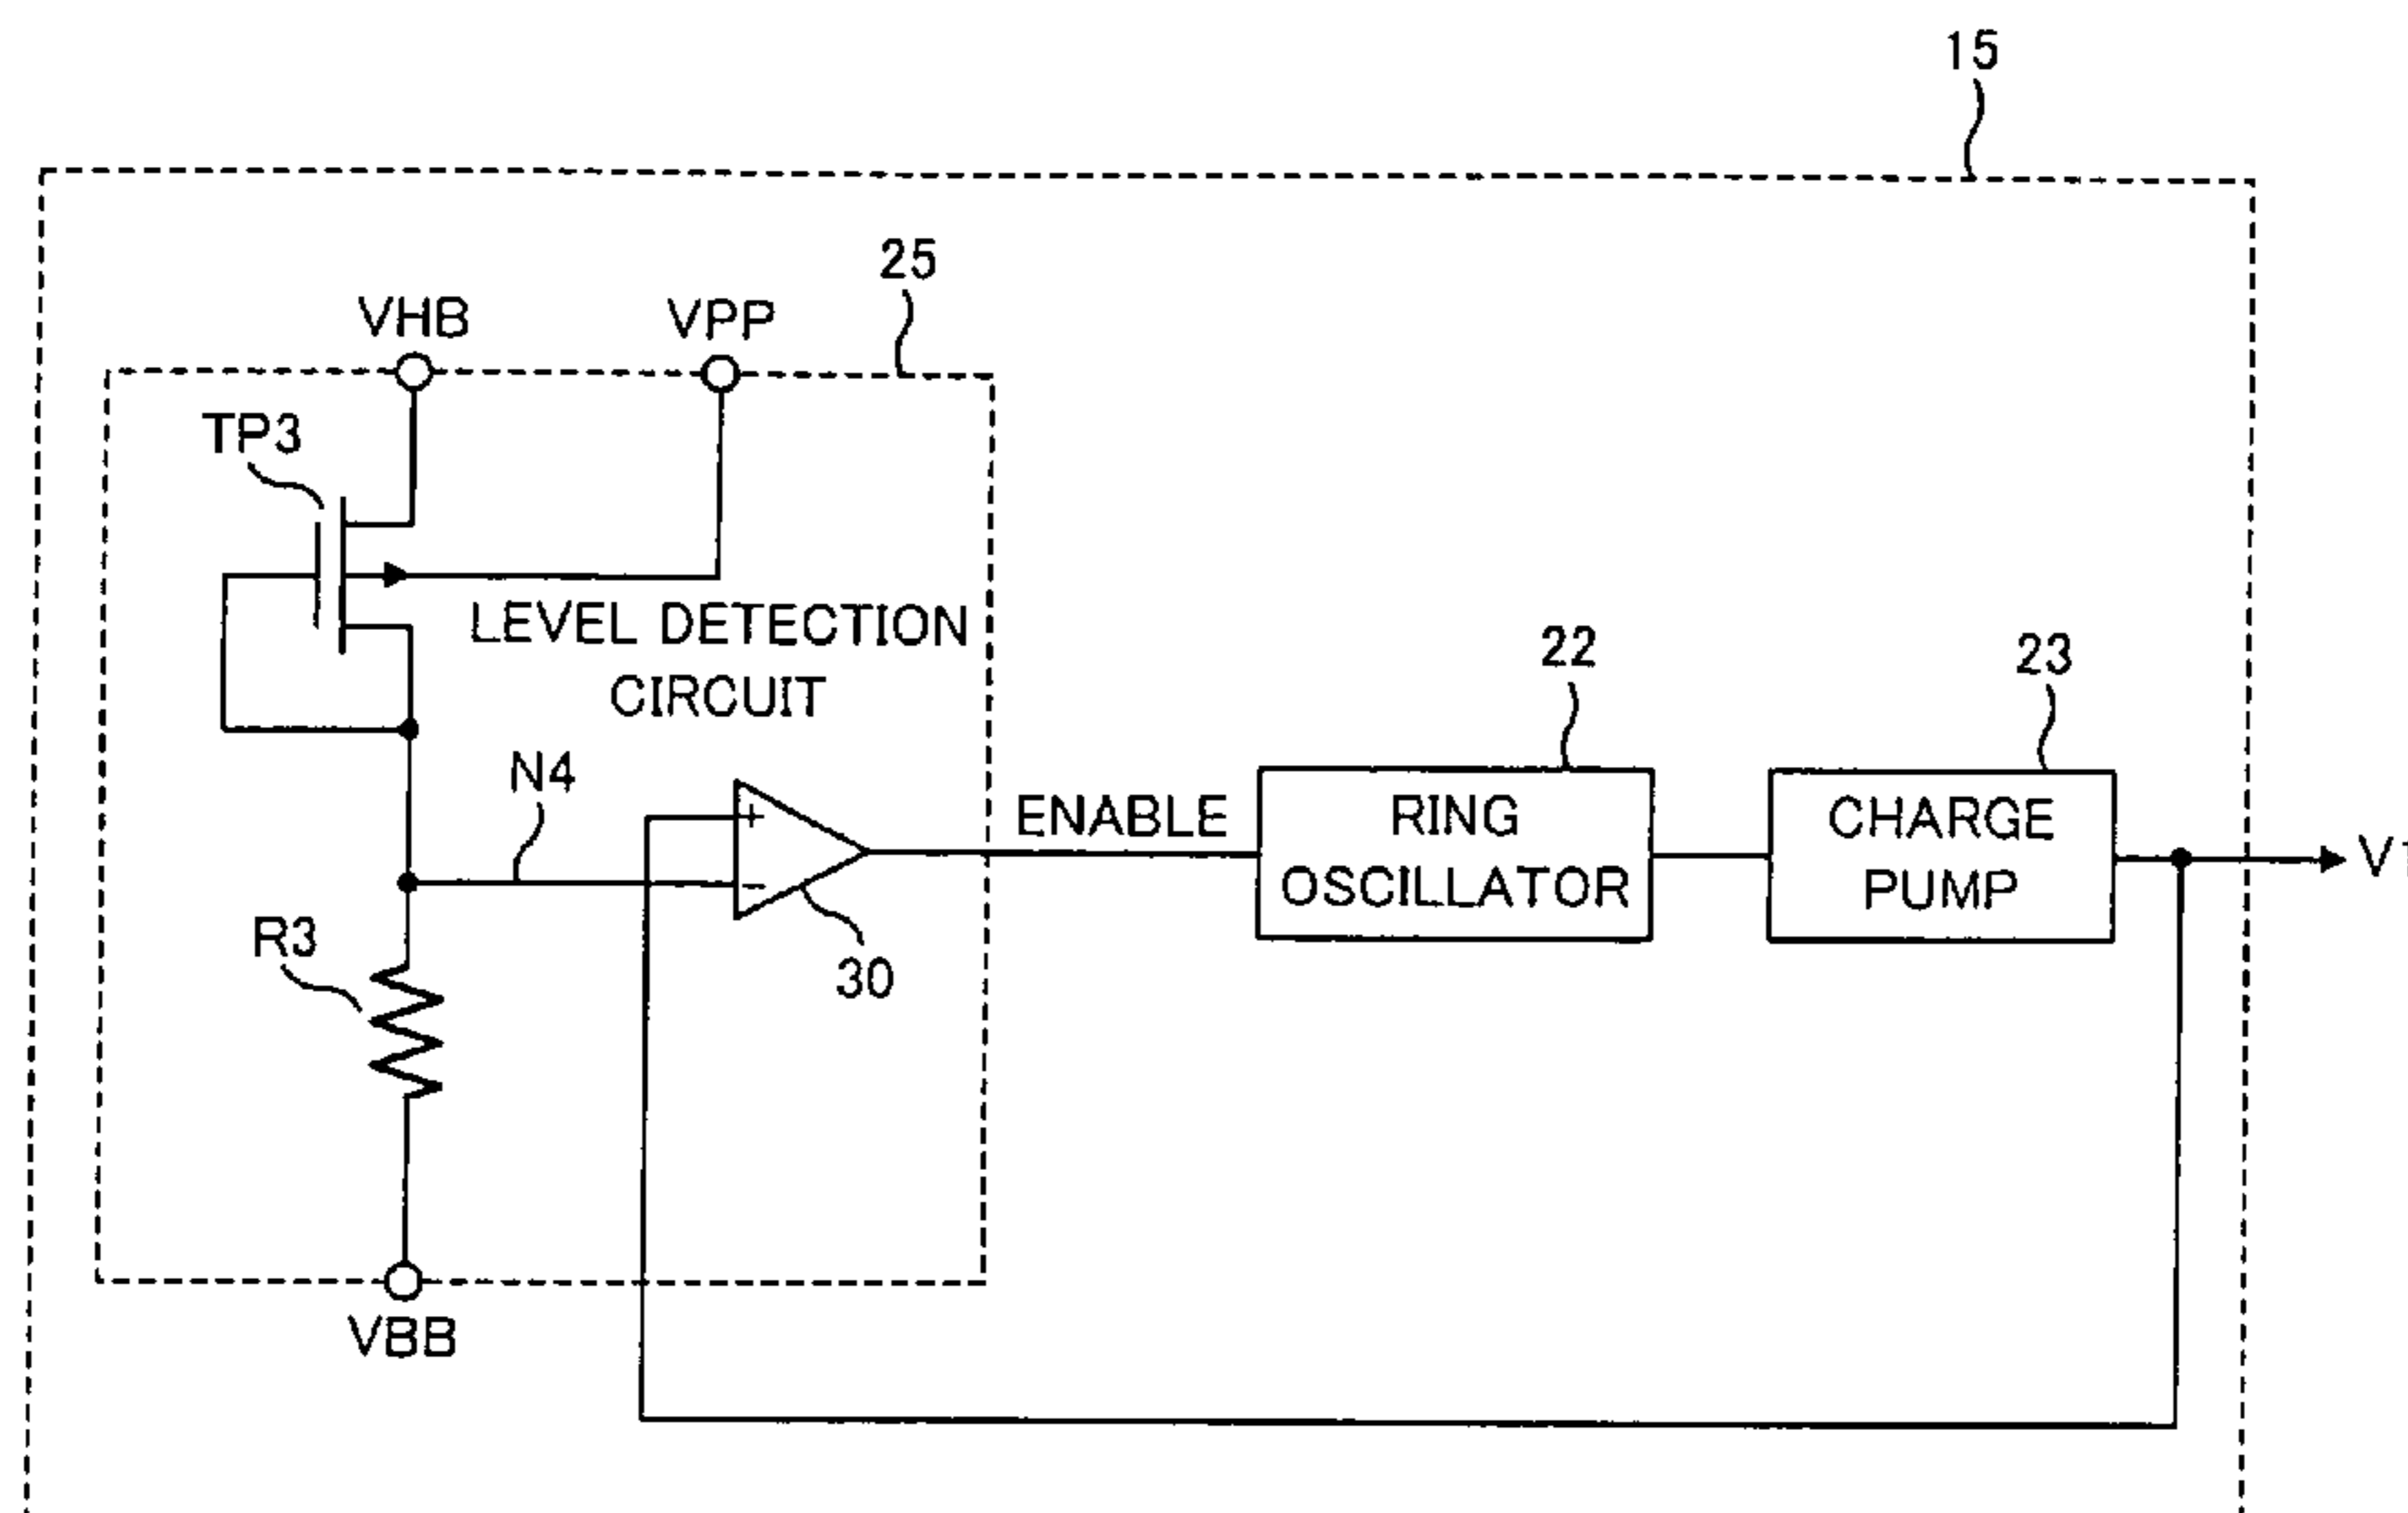 15
25
VHB
VPP
TP3
LEVEL DETECTION
CIRCUIT
22
23
N4
+
ENABLE
RING
OSCILLATOR
CHARGE
PUMP
−
R3
30
VBB